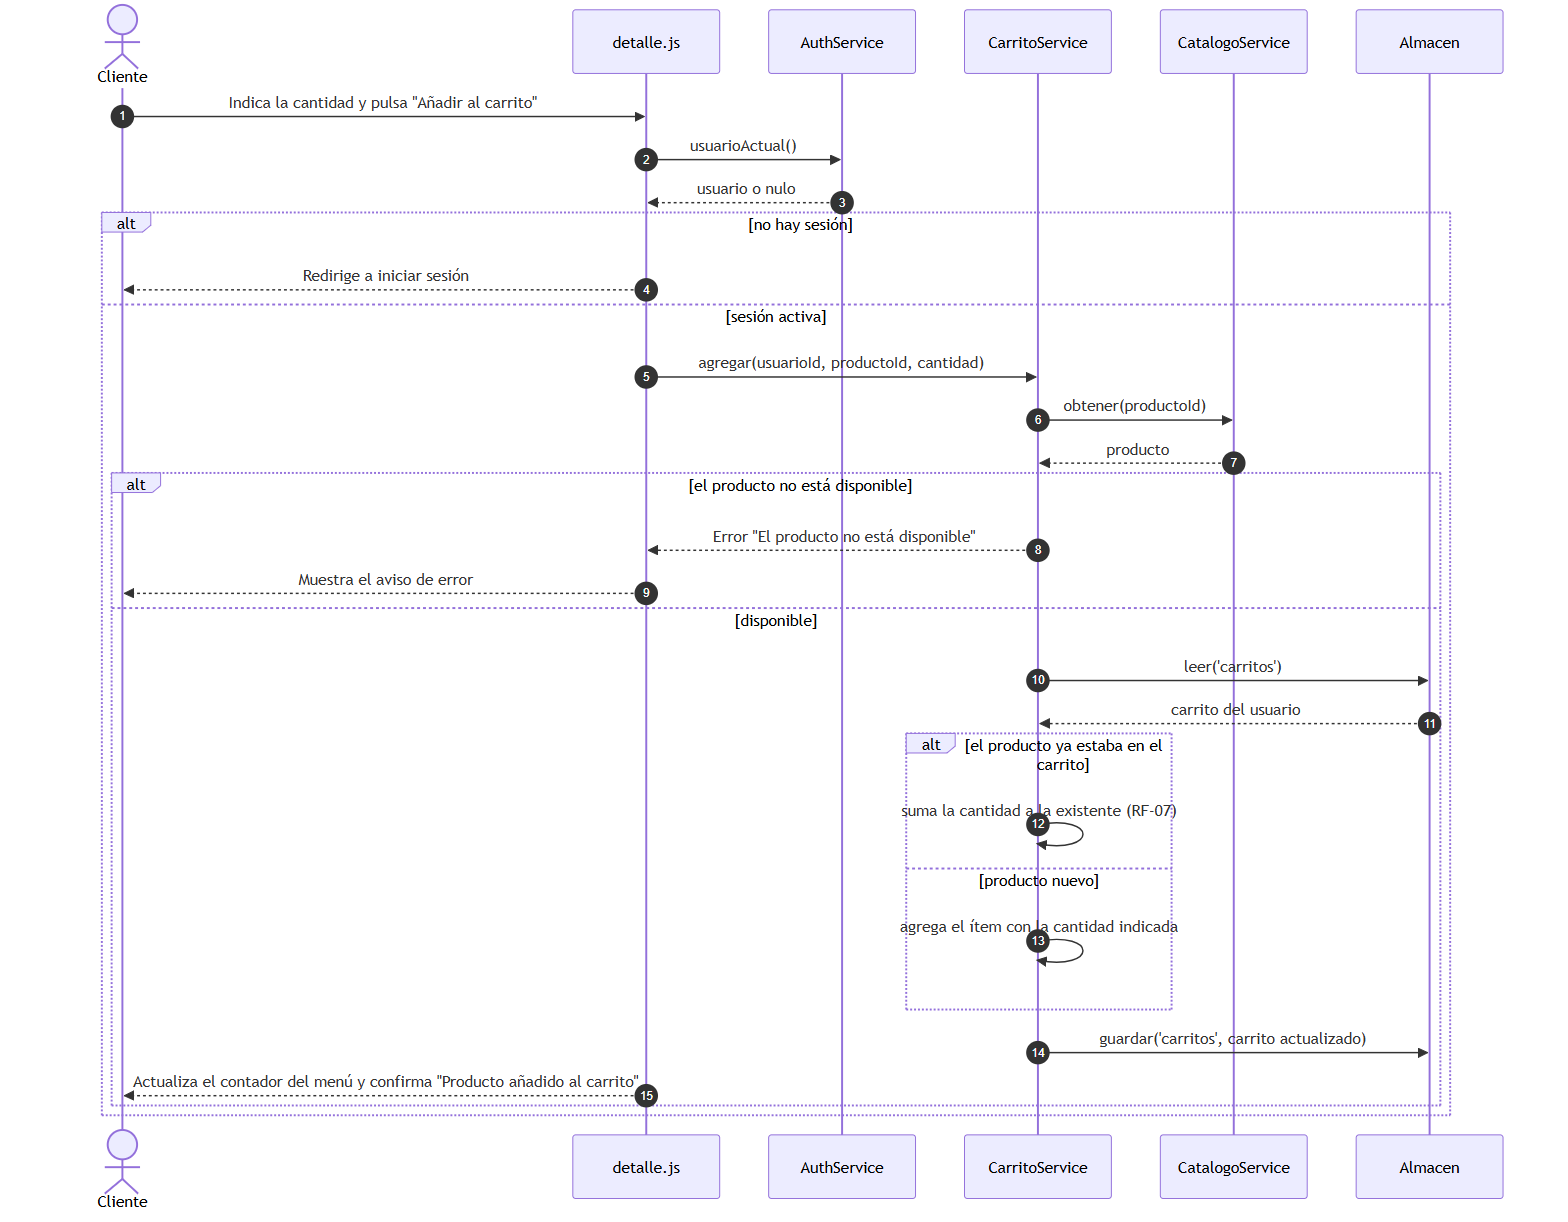 Cliente
detalle.js
AuthService
CarritoService
CatalogoService
Almacen
Indica la cantidad y pulsa "Añadir al carrito"
1
usuarioActual()
2
usuario o nulo
3
alt
[no hay sesión]
Redirige a iniciar sesión
4
[sesión activa]
agregar(usuarioId, productoId, cantidad)
5
obtener(productoId)
6
producto
7
alt
[el producto no está disponible]
Error "El producto no está disponible"
8
Muestra el aviso de error
9
[disponible]
leer('carritos')
10
carrito del usuario
11
alt
[el producto ya estaba en el
carrito]
suma la cantidad a la existente (RF-07)
12
[producto nuevo]
agrega el ítem con la cantidad indicada
13
guardar('carritos', carrito actualizado)
14
Actualiza el contador del menú y confirma "Producto añadido al carrito"
15
Cliente
detalle.js
AuthService
CarritoService
CatalogoService
Almacen